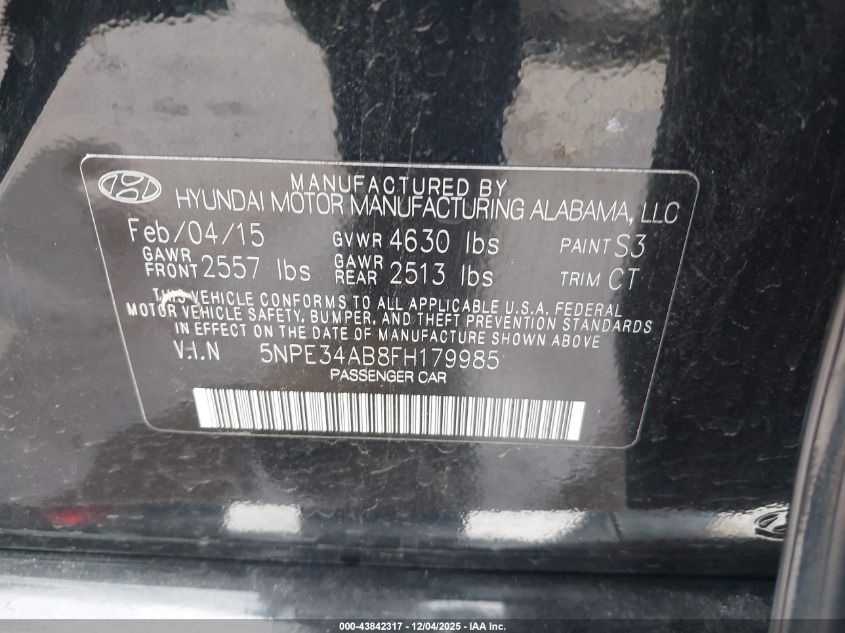 MANUFACTURED BY
HYUNDAI MOTOR MANUFACTURING ALABAMA, LLC
Feb/04/15 GVWR 4630 lbs PAINT S3
GAWR FRONT 2557 lbs GAWR REAR 2513 lbs TRIM CT
THIS VEHICLE CONFORMS TO ALL APPLICABLE U.S.A. FEDERAL
MOTOR VEHICLE SAFETY, BUMPER, AND THEFT PREVENTION STANDARDS
IN EFFECT ON THE DATE OF MANUFACTURE SHOWN ABOVE.
V.I.N 5NPE34AB8FH179985
PASSENGER CAR
000-43842317 - 12/04/2025 - IAA Inc.